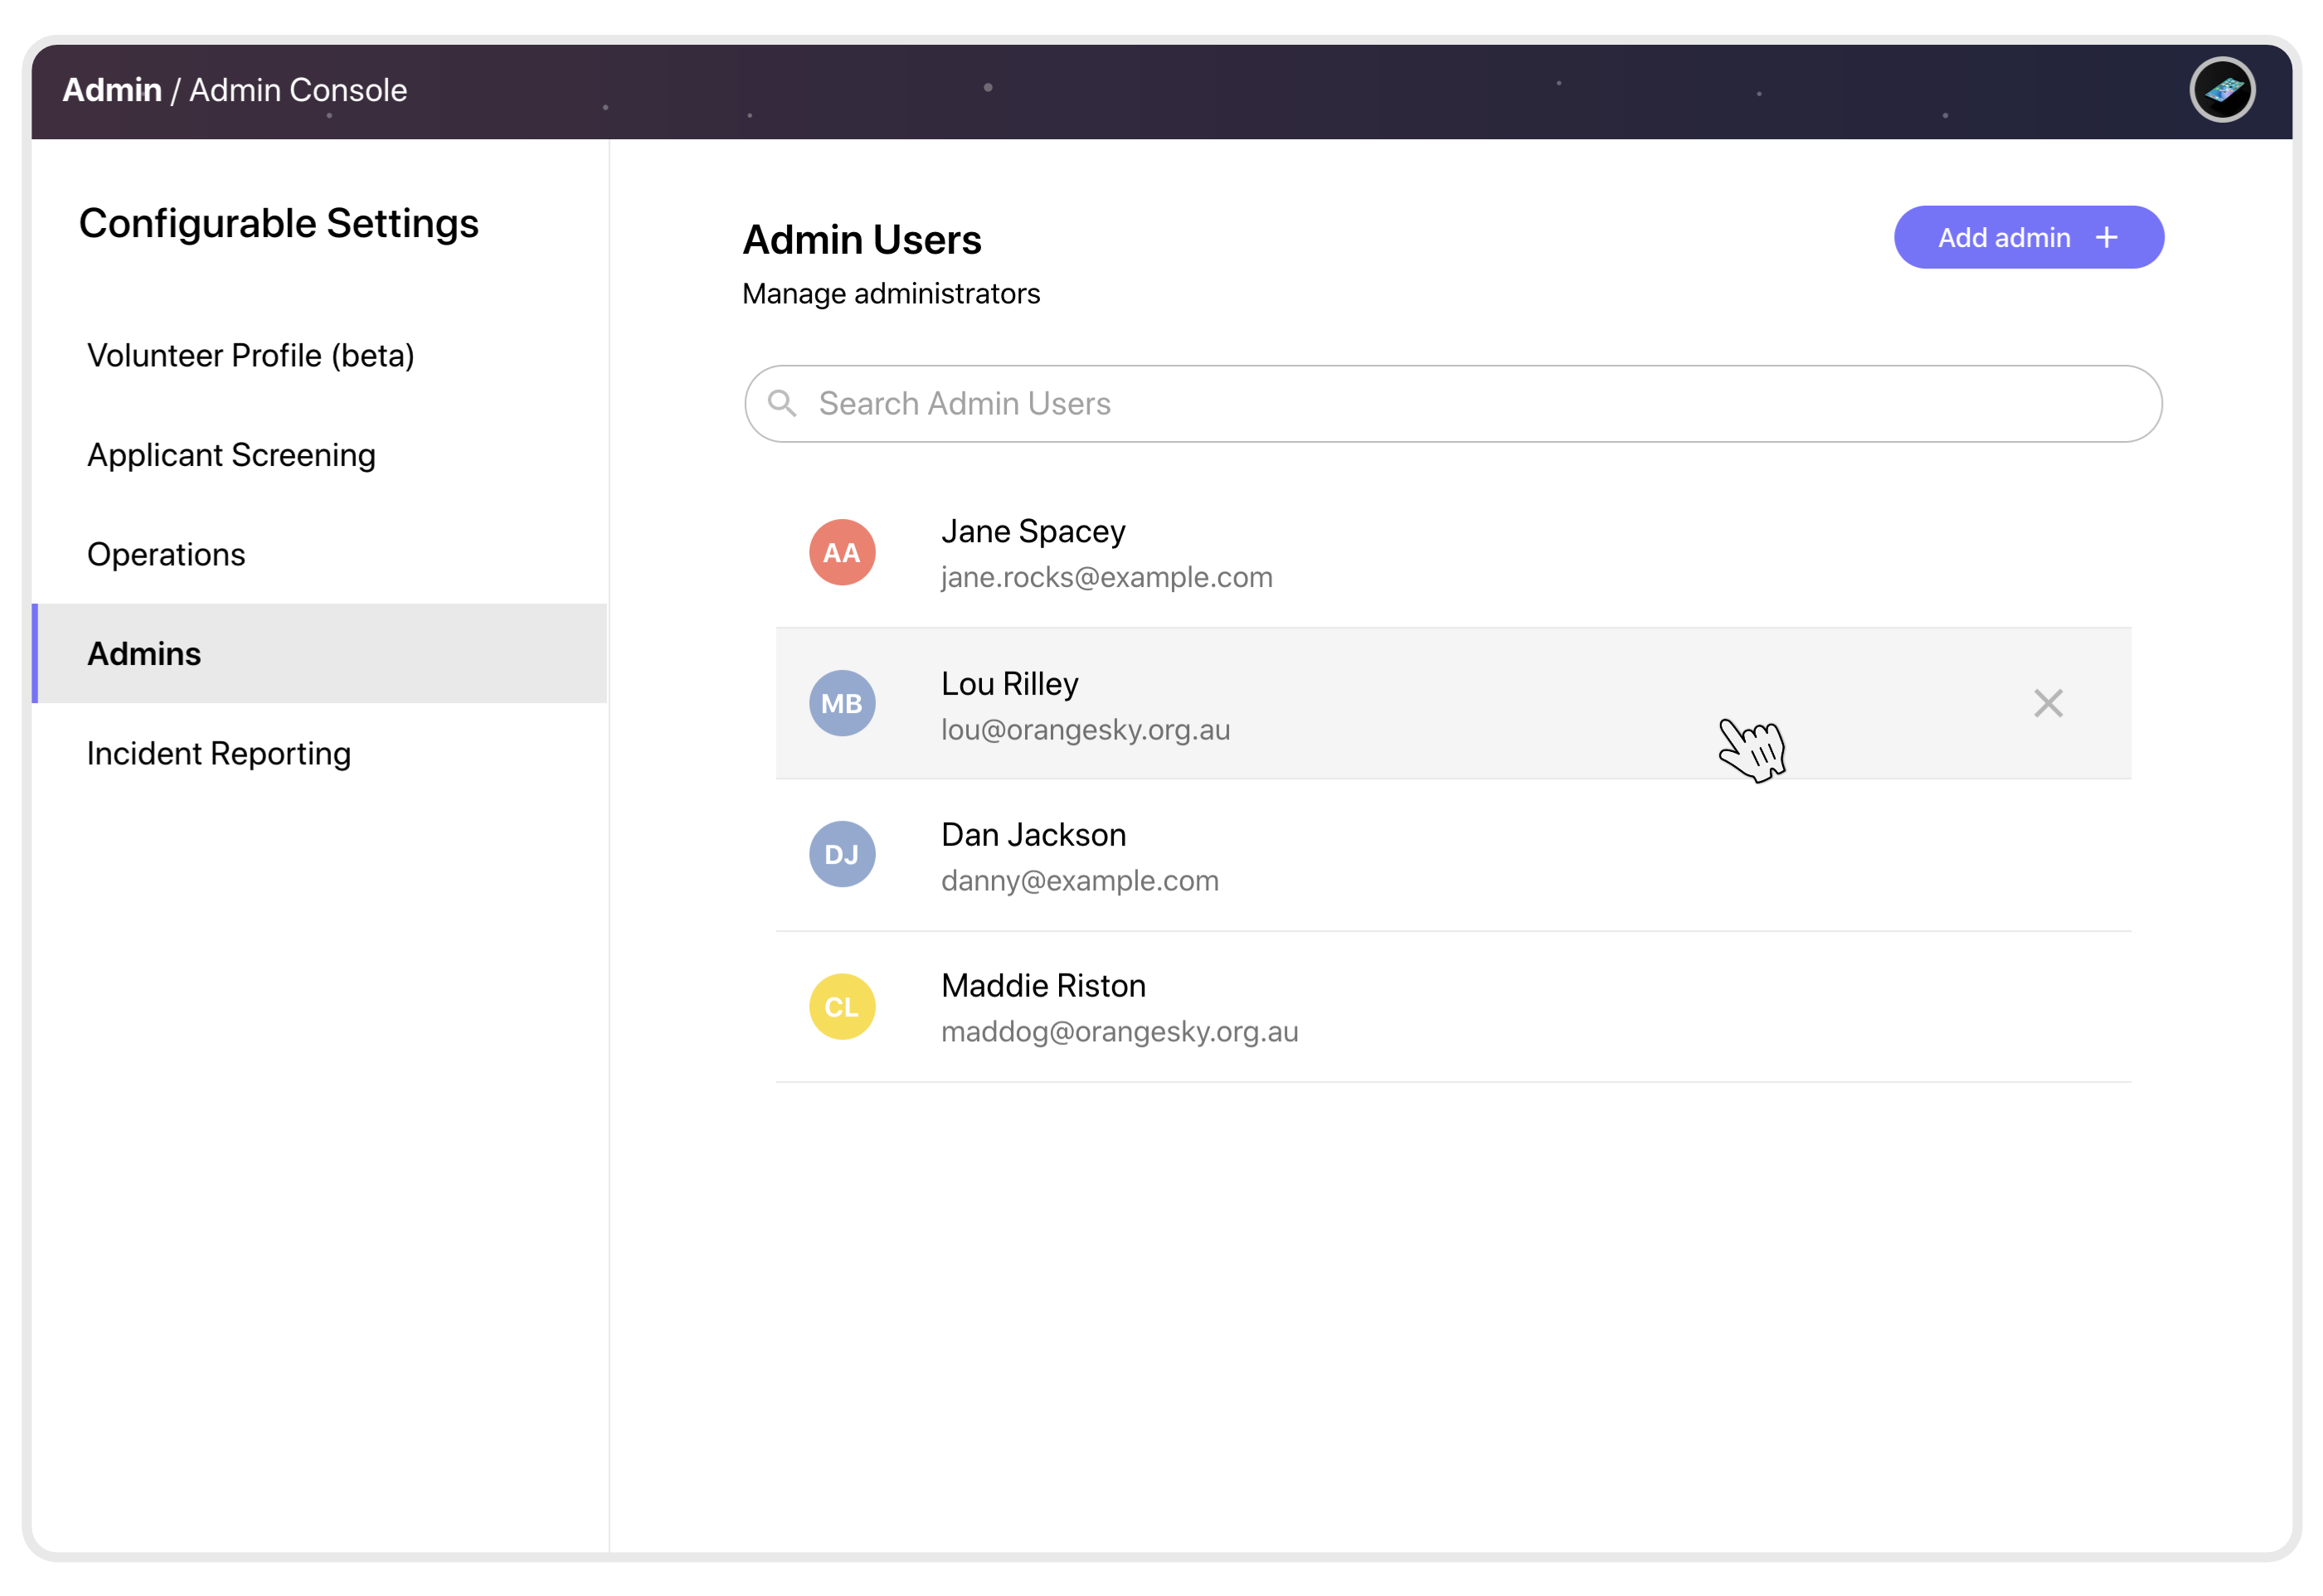 Admin / Admin Console
Configurable Settings
Volunteer Profile (beta)
Applicant Screening
Operations
Admins
Incident Reporting
Admin Users
Manage administrators
Add admin +
Search Admin Users
AA
Jane Spacey
jane.rocks@example.com
MB
Lou Rilley
lou@orangesky.org.au
DJ
Dan Jackson
danny@example.com
CL
Maddie Riston
maddog@orangesky.org.au